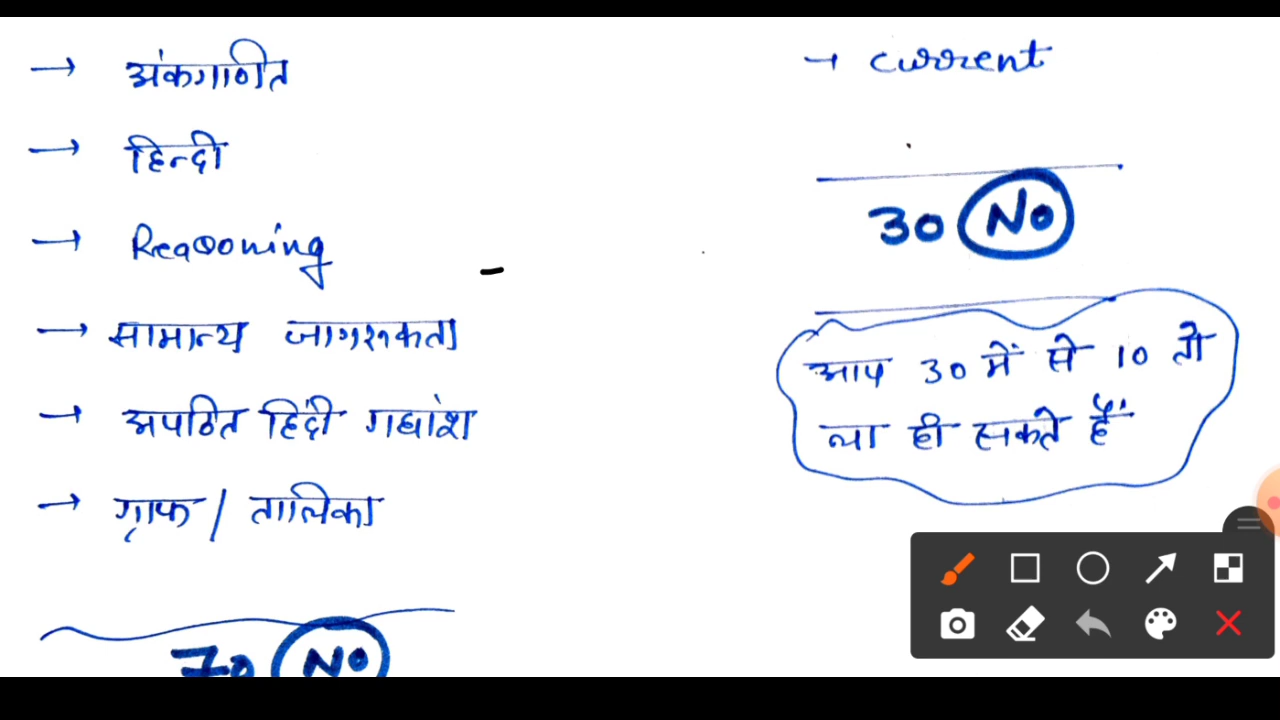 → अंकगणित
→ हिन्दी
→ Reasoning
→ सामान्य जागरूकता
→ अपठित हिंदी गद्यांश
→ ग्राफ / तालिका
70 No
→ current
30 No
आप 30 में से 10 तो
ला ही सकते हैं